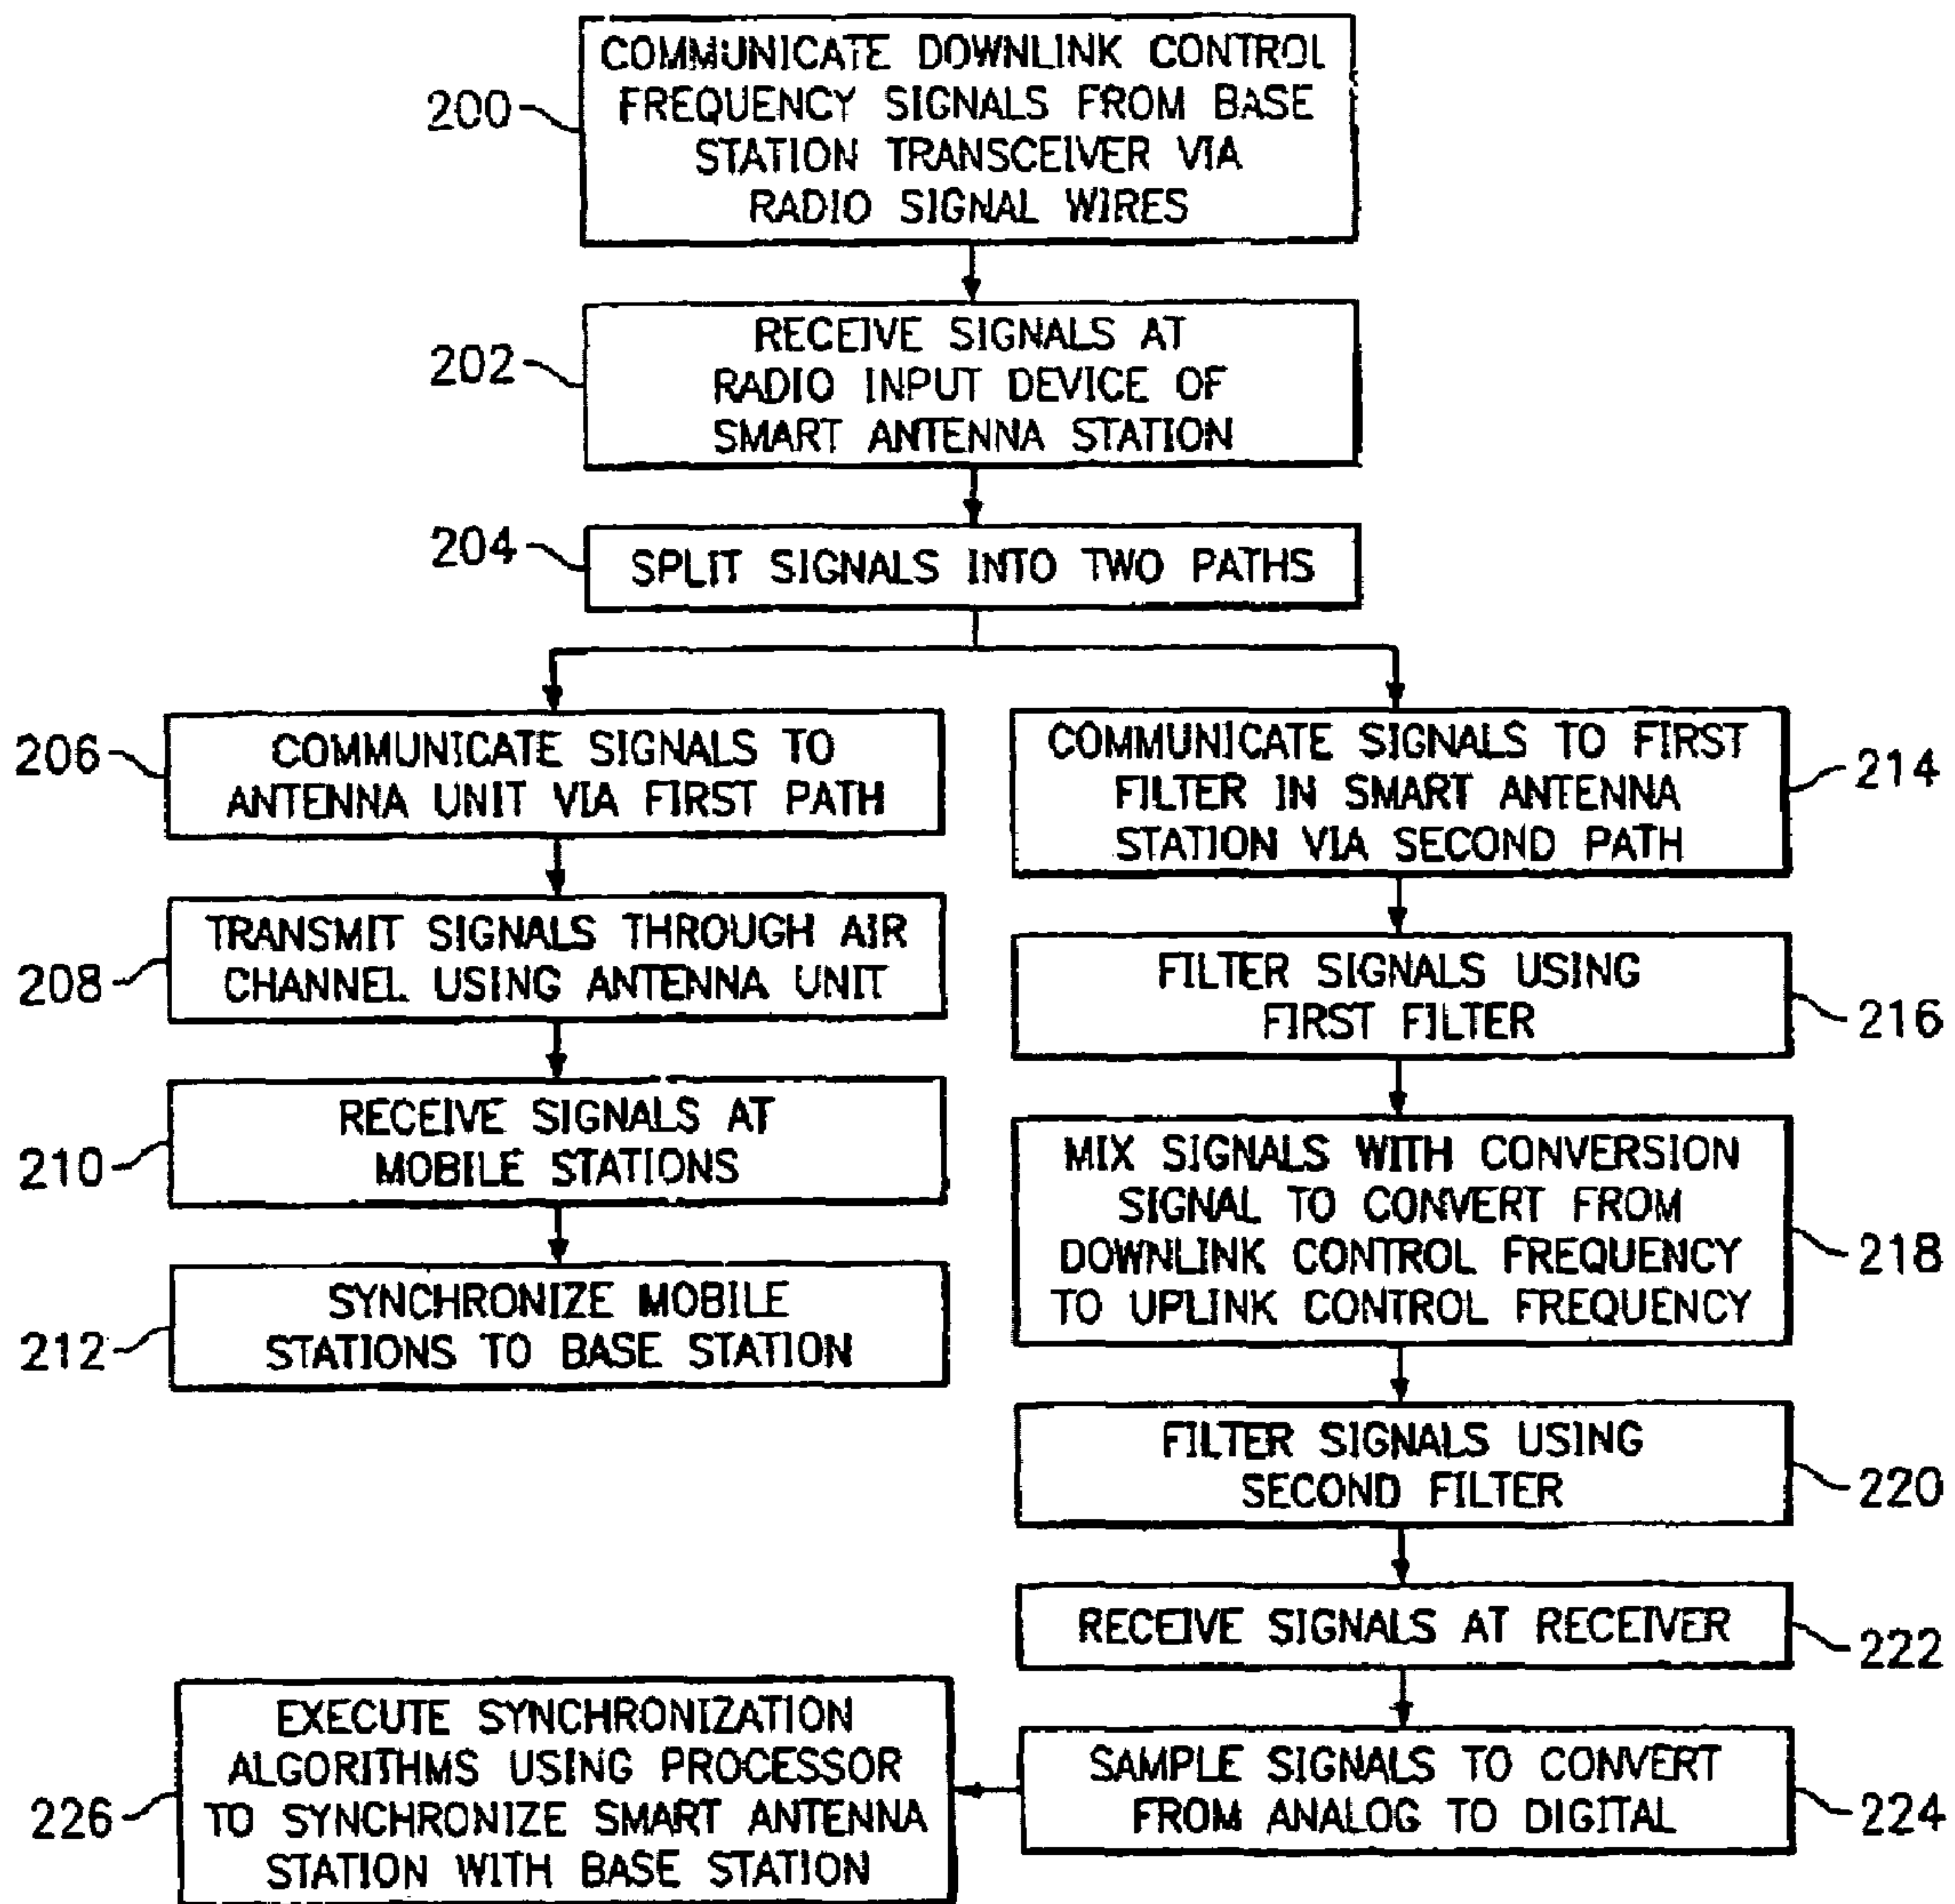 200
COMMUNICATE DOWNLINK CONTROL
FREQUENCY SIGNALS FROM BASE
STATION TRANSCEIVER VIA
RADIO SIGNAL WIRES
202
RECEIVE SIGNALS AT
RADIO INPUT DEVICE OF
SMART ANTENNA STATION
204
SPLIT SIGNALS INTO TWO PATHS
206
COMMUNICATE SIGNALS TO
ANTENNA UNIT VIA FIRST PATH
208
TRANSMIT SIGNALS THROUGH AIR
CHANNEL USING ANTENNA UNIT
210
RECEIVE SIGNALS AT
MOBILE STATIONS
212
SYNCHRONIZE MOBILE
STATIONS TO BASE STATION
COMMUNICATE SIGNALS TO FIRST
FILTER IN SMART ANTENNA
STATION VIA SECOND PATH
214
FILTER SIGNALS USING
FIRST FILTER
216
MIX SIGNALS WITH CONVERSION
SIGNAL TO CONVERT FROM
DOWNLINK CONTROL FREQUENCY
TO UPLINK CONTROL FREQUENCY
218
FILTER SIGNALS USING
SECOND FILTER
220
RECEIVE SIGNALS AT RECEIVER
222
SAMPLE SIGNALS TO CONVERT
FROM ANALOG TO DIGITAL
224
226
EXECUTE SYNCHRONIZATION
ALGORITHMS USING PROCESSOR
TO SYNCHRONIZE SMART ANTENNA
STATION WITH BASE STATION